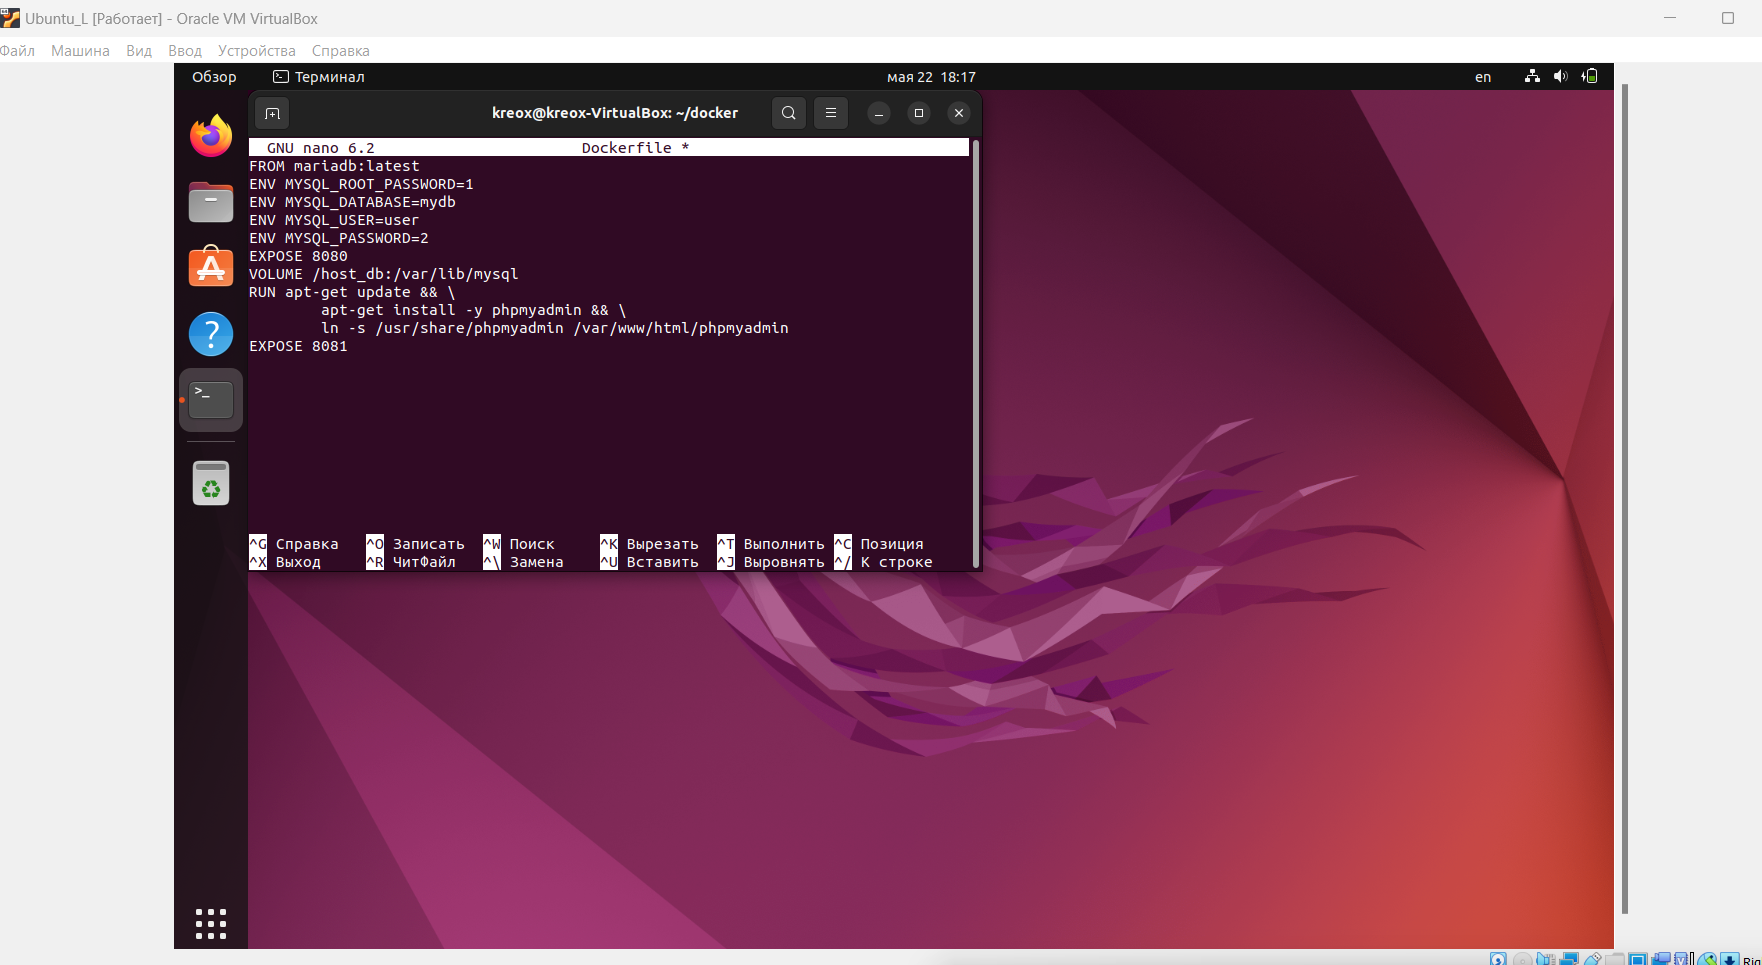 Ubuntu_L [Работает] - Oracle VM VirtualBox
Файл Машина Вид Ввод Устройства Справка
Обзор Терминал мая 22 18:17 en
kreox@kreox-VirtualBox: ~/docker
GNU nano 6.2 Dockerfile *
FROM mariadb:latest
ENV MYSQL_ROOT_PASSWORD=1
ENV MYSQL_DATABASE=mydb
ENV MYSQL_USER=user
ENV MYSQL_PASSWORD=2
EXPOSE 8080
VOLUME /host_db:/var/lib/mysql
RUN apt-get update && \
apt-get install -y phpmyadmin && \
ln -s /usr/share/phpmyadmin /var/www/html/phpmyadmin
EXPOSE 8081
^G Справка ^O Записать ^W Поиск ^K Вырезать ^T Выполнить ^C Позиция
^X Выход ^R ЧитФайл ^\ Замена ^U Вставить ^J Выровнять ^/ К строке